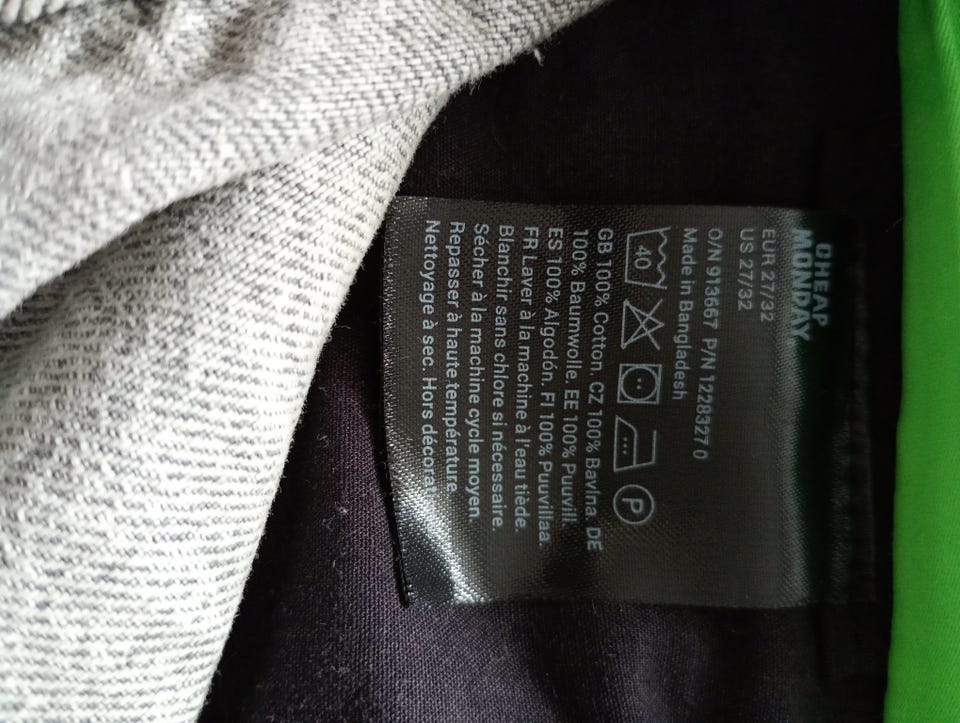 CHEAP
MONDAY
EUR 27/32
US 27/32
O/N 913667 P/N 12283270
Made in Bangladesh
40
P
GB 100% Cotton. CZ 100% Bavlna. DE
100% Baumwolle. EE 100% Puuvill.
ES 100% Algodón. FI 100% Puuvillaa.
FR Laver à la machine à l'eau tiède.
Blanchir sans chlore si nécessaire.
Sécher à la machine cycle moyen.
Repasser à haute température
Nettoyage à sec. Hors décora